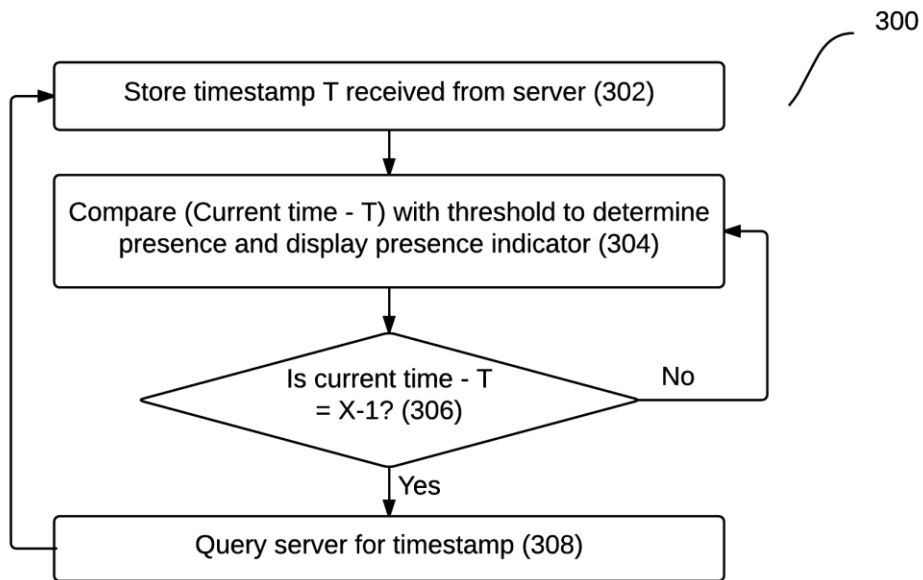 300
Store timestamp T received from server (302)
Compare (Current time - T) with threshold to determine
presence and display presence indicator (304)
Is current time - T
= X-1? (306)
No
Yes
Query server for timestamp (308)